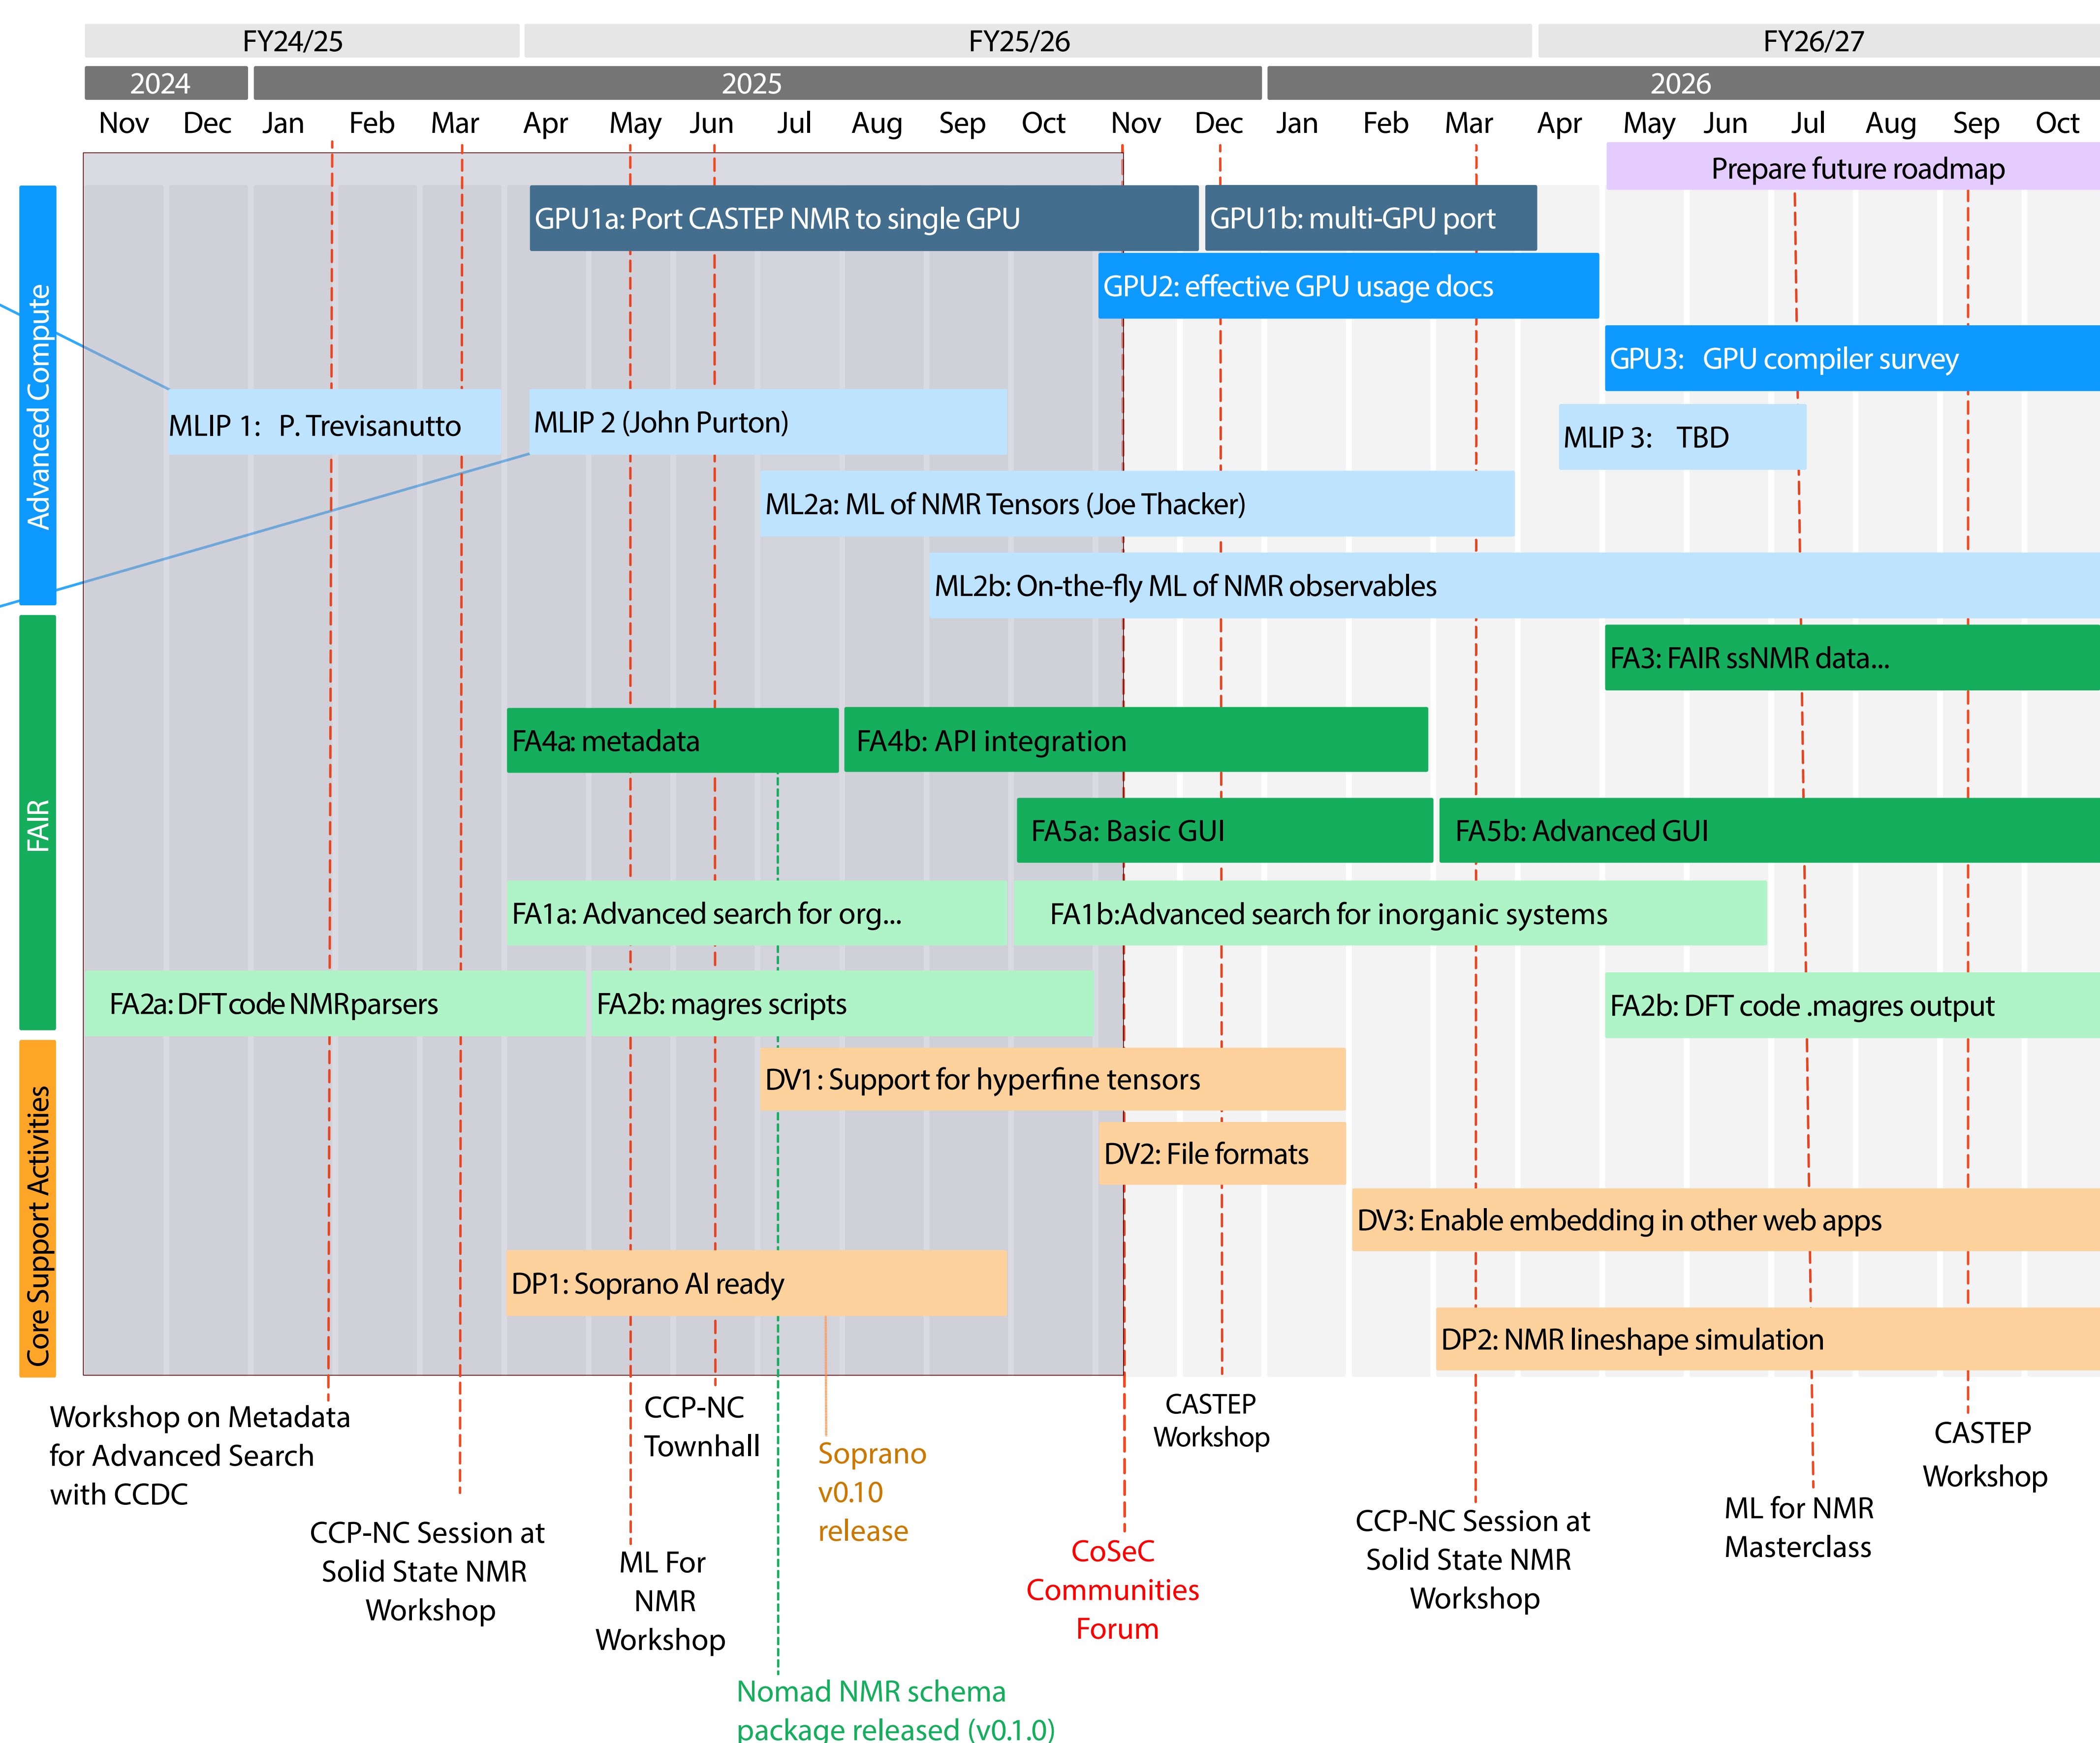 FY24/25 FY25/26 FY26/27
2024 2025 2026
Nov Dec Jan Feb Mar Apr May Jun Jul Aug Sep Oct Nov Dec Jan Feb Mar Apr May Jun Jul Aug Sep Oct
Prepare future roadmap
Advanced Compute
GPU1a: Port CASTEP NMR to single GPU
GPU1b: multi-GPU port
GPU2: effective GPU usage docs
GPU3: GPU compiler survey
MLIP 1: P. Trevisanutto
MLIP 2 (John Purton)
MLIP 3: TBD
ML2a: ML of NMR Tensors (Joe Thacker)
ML2b: On-the-fly ML of NMR observables
FAIR
FA3: FAIR ssNMR data...
FA4a: metadata
FA4b: API integration
FA5a: Basic GUI
FA5b: Advanced GUI
FA1a: Advanced search for org...
FA1b:Advanced search for inorganic systems
FA2a: DFT code NMR parsers
FA2b: magres scripts
FA2b: DFT code .magres output
Core Support Activities
DV1: Support for hyperfine tensors
DV2: File formats
DV3: Enable embedding in other web apps
DP1: Soprano AI ready
DP2: NMR lineshape simulation
Workshop on Metadata
for Advanced Search
with CCDC
CCP-NC Session at
Solid State NMR
Workshop
ML For
NMR
Workshop
CCP-NC
Townhall
Nomad NMR schema
package released (v0.1.0)
Soprano
v0.10
release
CoSeC
Communities
Forum
CASTEP
Workshop
CCP-NC Session at
Solid State NMR
Workshop
ML for NMR
Masterclass
CASTEP
Workshop